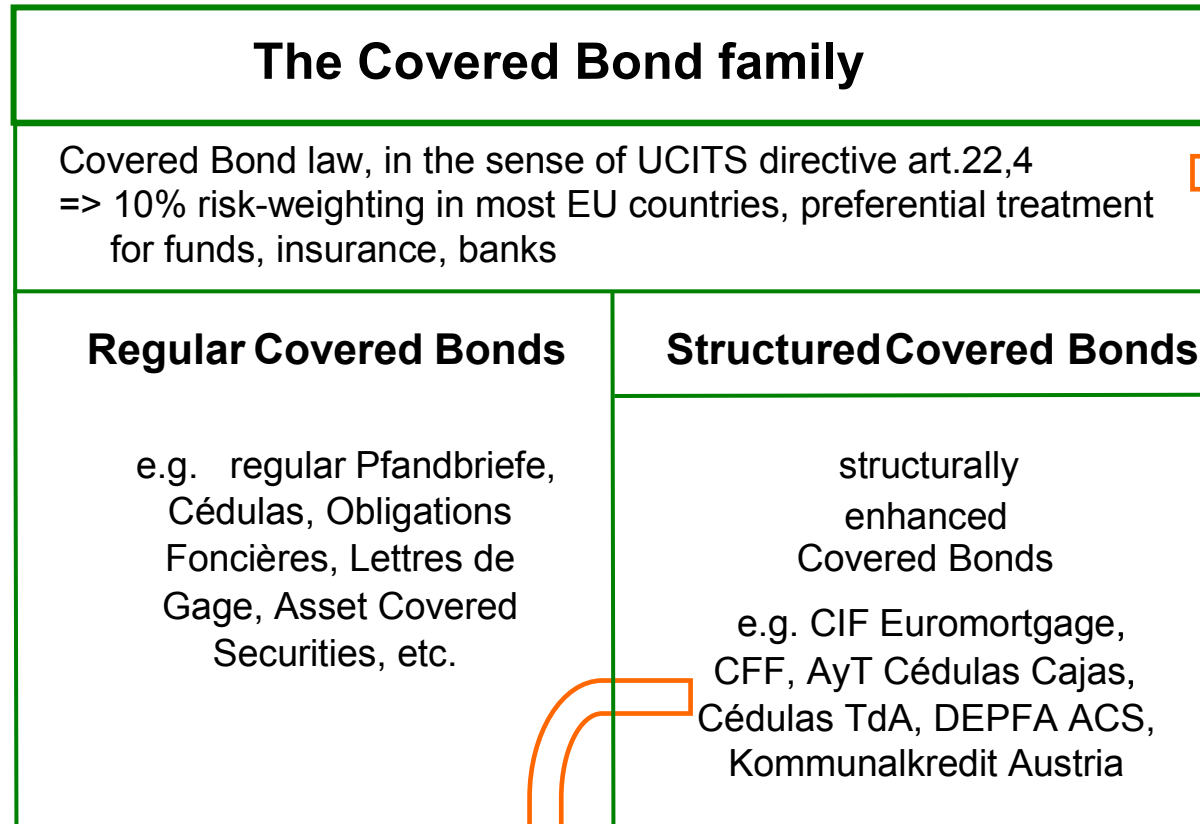 The Covered Bond family
Covered Bond law, in the sense of UCITS directive art.22,4
=> 10% risk-weighting in most EU countries, preferential treatment
for funds, insurance, banks
Regular Covered Bonds
e.g. regular Pfandbriefe,
Cédulas, Obligations
Foncières, Lettres de
Gage, Asset Covered
Securities, etc.
Structured Covered Bonds
structurally
enhanced
Covered Bonds
e.g. CIF Euromortgage,
CFF, AyT Cédulas Cajas,
Cédulas TdA, DEPFA ACS,
Kommunalkredit Austria